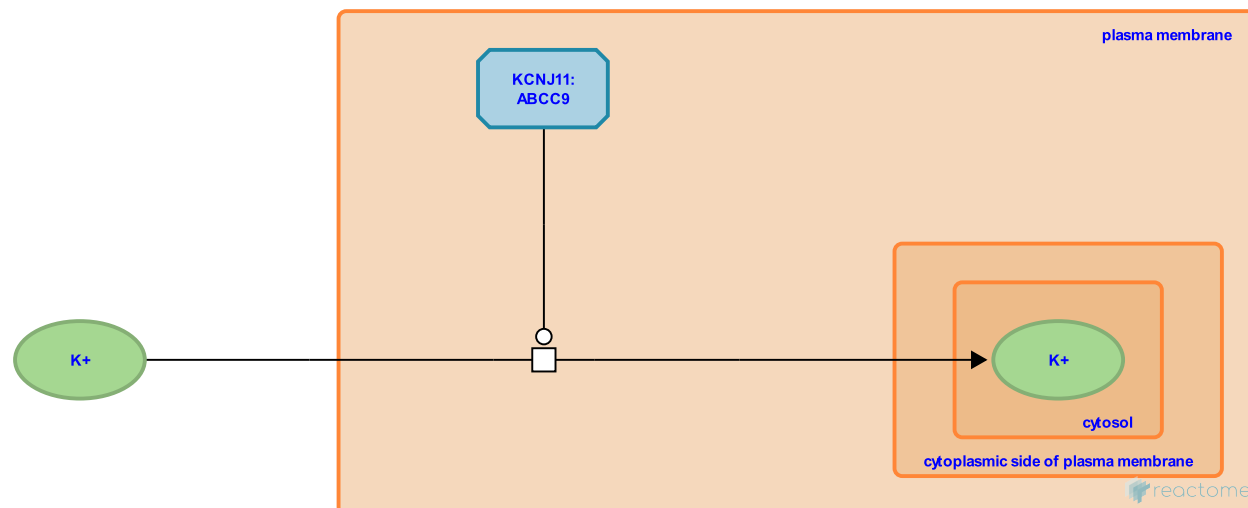 plasma membrane
KCNJ11:
ABCC9
K+
K+
cytosol
cytoplasmic side of plasma membrane
reactome